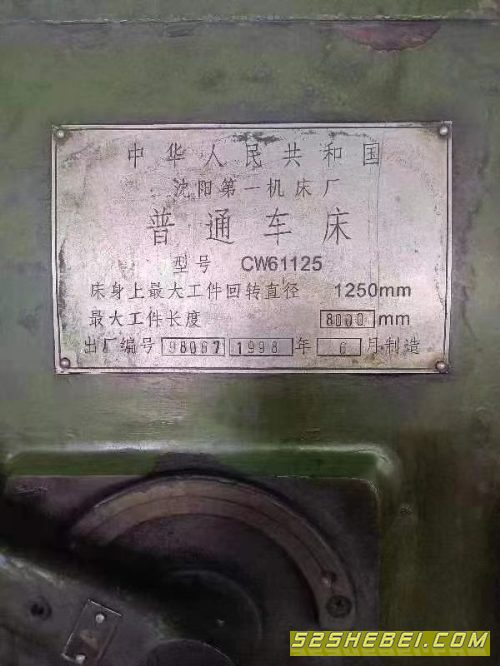 中华人民共和国
沈阳第一机床厂
普通车床
型号 CW61125
床身上最大工件回转直径 1250mm
最大工件长度 8000 mm
出厂编号 98067 1998 年 6 月制造
52SHEBEI.COM